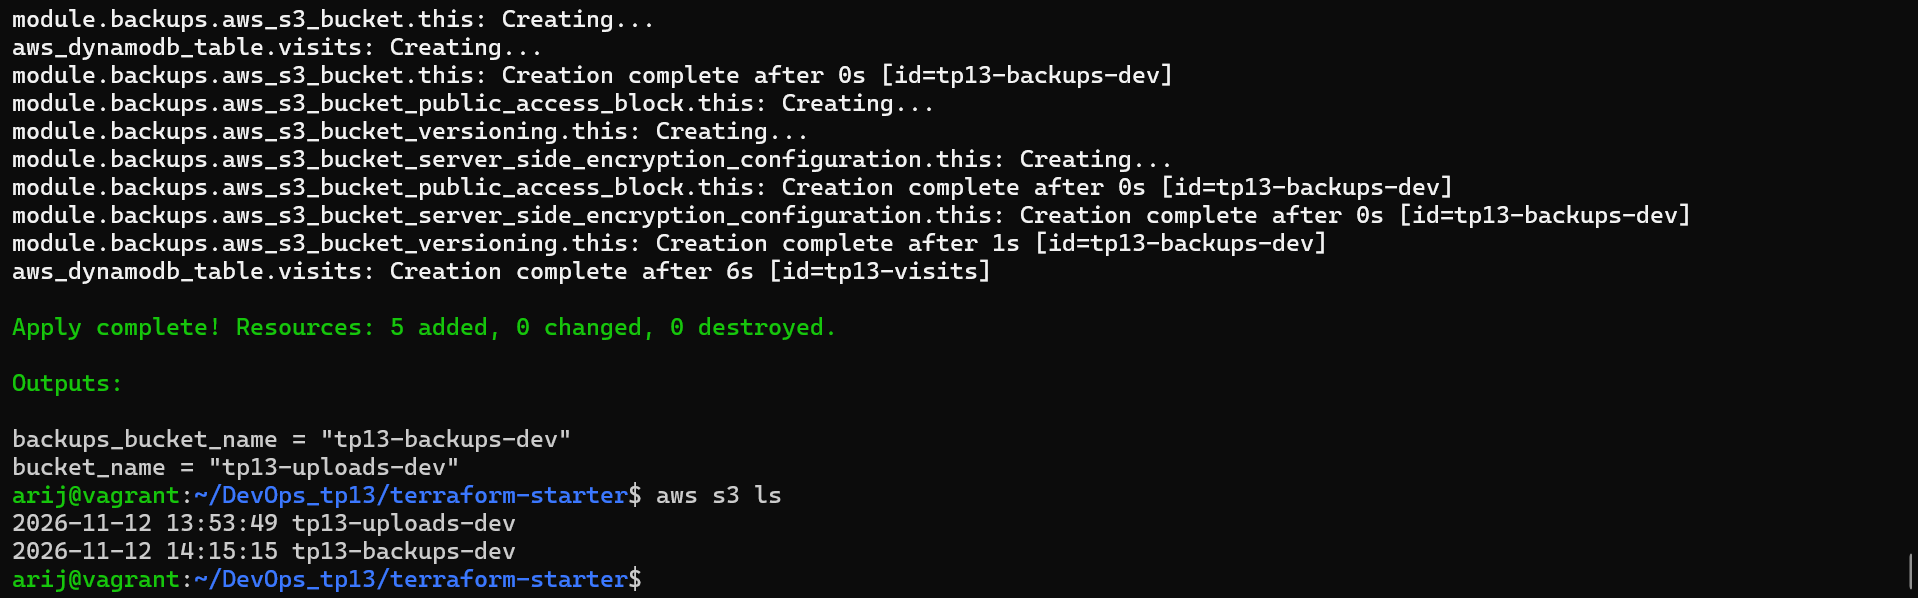 module.backups.aws_s3_bucket.this: Creating...
aws_dynamodb_table.visits: Creating...
module.backups.aws_s3_bucket.this: Creation complete after 0s [id=tp13-backups-dev]
module.backups.aws_s3_bucket_public_access_block.this: Creating...
module.backups.aws_s3_bucket_versioning.this: Creating...
module.backups.aws_s3_bucket_server_side_encryption_configuration.this: Creating...
module.backups.aws_s3_bucket_public_access_block.this: Creation complete after 0s [id=tp13-backups-dev]
module.backups.aws_s3_bucket_server_side_encryption_configuration.this: Creation complete after 0s [id=tp13-backups-dev]
module.backups.aws_s3_bucket_versioning.this: Creation complete after 1s [id=tp13-backups-dev]
aws_dynamodb_table.visits: Creation complete after 6s [id=tp13-visits]
Apply complete! Resources: 5 added, 0 changed, 0 destroyed.
Outputs:
backups_bucket_name = "tp13-backups-dev"
bucket_name = "tp13-uploads-dev"
arij@vagrant:~/DevOps_tp13/terraform-starter$ aws s3 ls
2026-11-12 13:53:49 tp13-uploads-dev
2026-11-12 14:15:15 tp13-backups-dev
arij@vagrant:~/DevOps_tp13/terraform-starter$